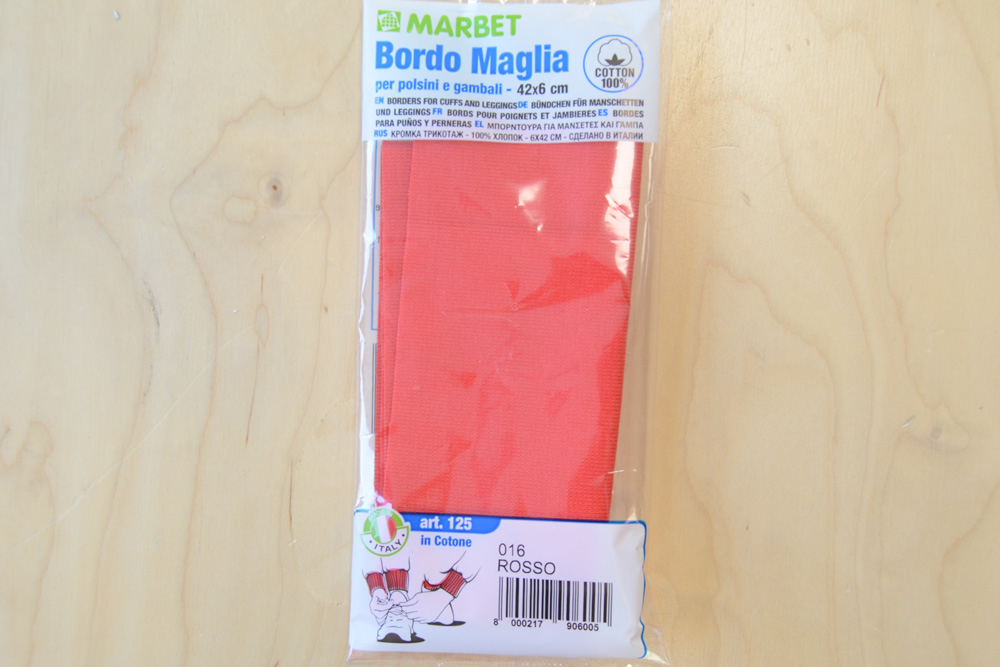 MARBET
Bordo Maglia
per polsini e gambali - 42x6 cm
COTTON
100%
EN BORDERS FOR CUFFS AND LEGGINGS DE BÜNDCHEN FÜR MANSCHETTEN
UND LEGGINGS FR BORDS POUR POIGNETS ET JAMBIERES ES BORDES
PARA PUÑOS Y PERNERAS EL ΜΠΟΡΝΤΟΥΡΑ ΓΙΑ ΜΑΝΣΕΤΕΣ ΚΑΙ ΓΑΜΠΑ
RUS КРОМКА ТРИКОТАЖ - 100% ХЛОПОК - 6X42 СМ - СДЕЛАНО В ИТАЛИИ
ITALY
art. 125
in Cotone
016
ROSSO
8 000217 906005